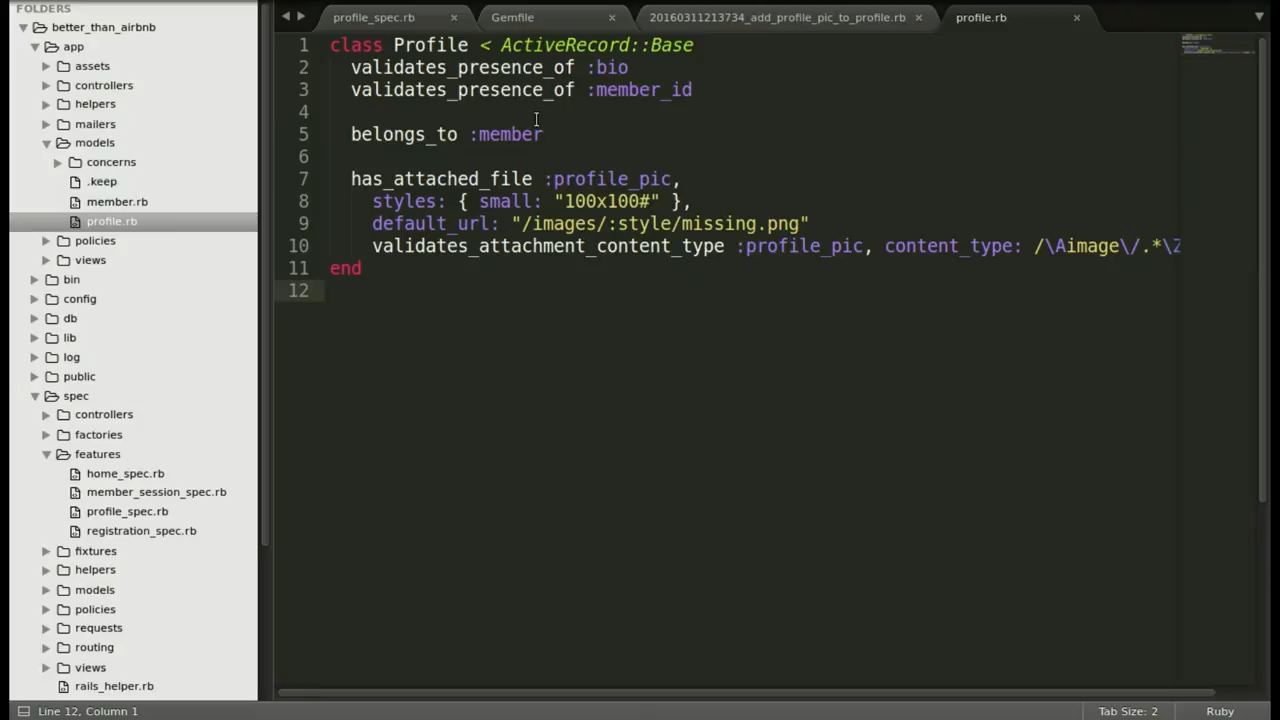 FOLDERS
better_than_airbnb
app
assets
controllers
helpers
mailers
models
concerns
.keep
member.rb
profile.rb
policies
views
bin
config
db
lib
log
public
spec
controllers
factories
features
home_spec.rb
member_session_spec.rb
profile_spec.rb
registration_spec.rb
fixtures
helpers
models
policies
requests
routing
views
rails_helper.rb
profile_spec.rb × Gemfile × 20160311213734_add_profile_pic_to_profile.rb × profile.rb ×
1 class Profile < ActiveRecord::Base
2 validates_presence_of :bio
3 validates_presence_of :member_id
4
5 belongs_to :member
6
7 has_attached_file :profile_pic,
8 styles: { small: "100x100#" },
9 default_url: "/images/:style/missing.png"
10 validates_attachment_content_type :profile_pic, content_type: /\Aimage\/.*\Z
11 end
12
Line 12, Column 1
Tab Size: 2
Ruby